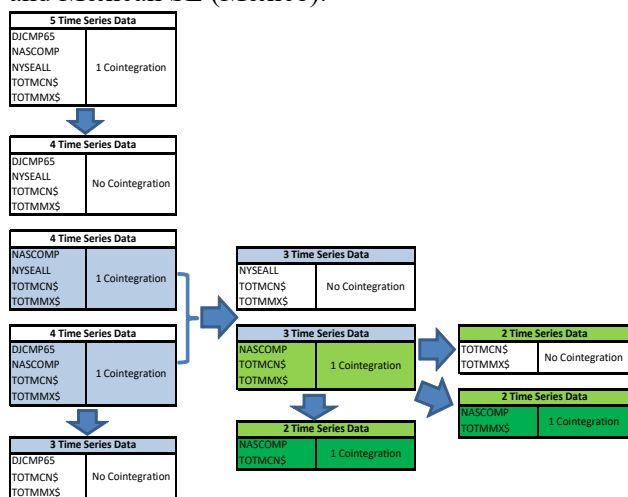 and Mexican SE (Mexico).
5 Time Series Data
DJCMP65
NASCOMP
NYSEALL
TOTMCN$
TOTMMX$
1 Cointegration
4 Time Series Data
DJCMP65
NYSEALL
TOTMCN$
TOTMMX$
No Cointegration
4 Time Series Data
NASCOMP
NYSEALL
TOTMCN$
TOTMMX$
1 Cointegration
4 Time Series Data
DJCMP65
NASCOMP
TOTMCN$
TOTMMX$
1 Cointegration
3 Time Series Data
DJCMP65
TOTMCN$
TOTMMX$
No Cointegration
3 Time Series Data
NYSEALL
TOTMCN$
TOTMMX$
No Cointegration
3 Time Series Data
NASCOMP
TOTMCN$
TOTMMX$
1 Cointegration
2 Time Series Data
NASCOMP
TOTMCN$
1 Cointegration
2 Time Series Data
TOTMCN$
TOTMMX$
No Cointegration
2 Time Series Data
NASCOMP
TOTMMX$
1 Cointegration